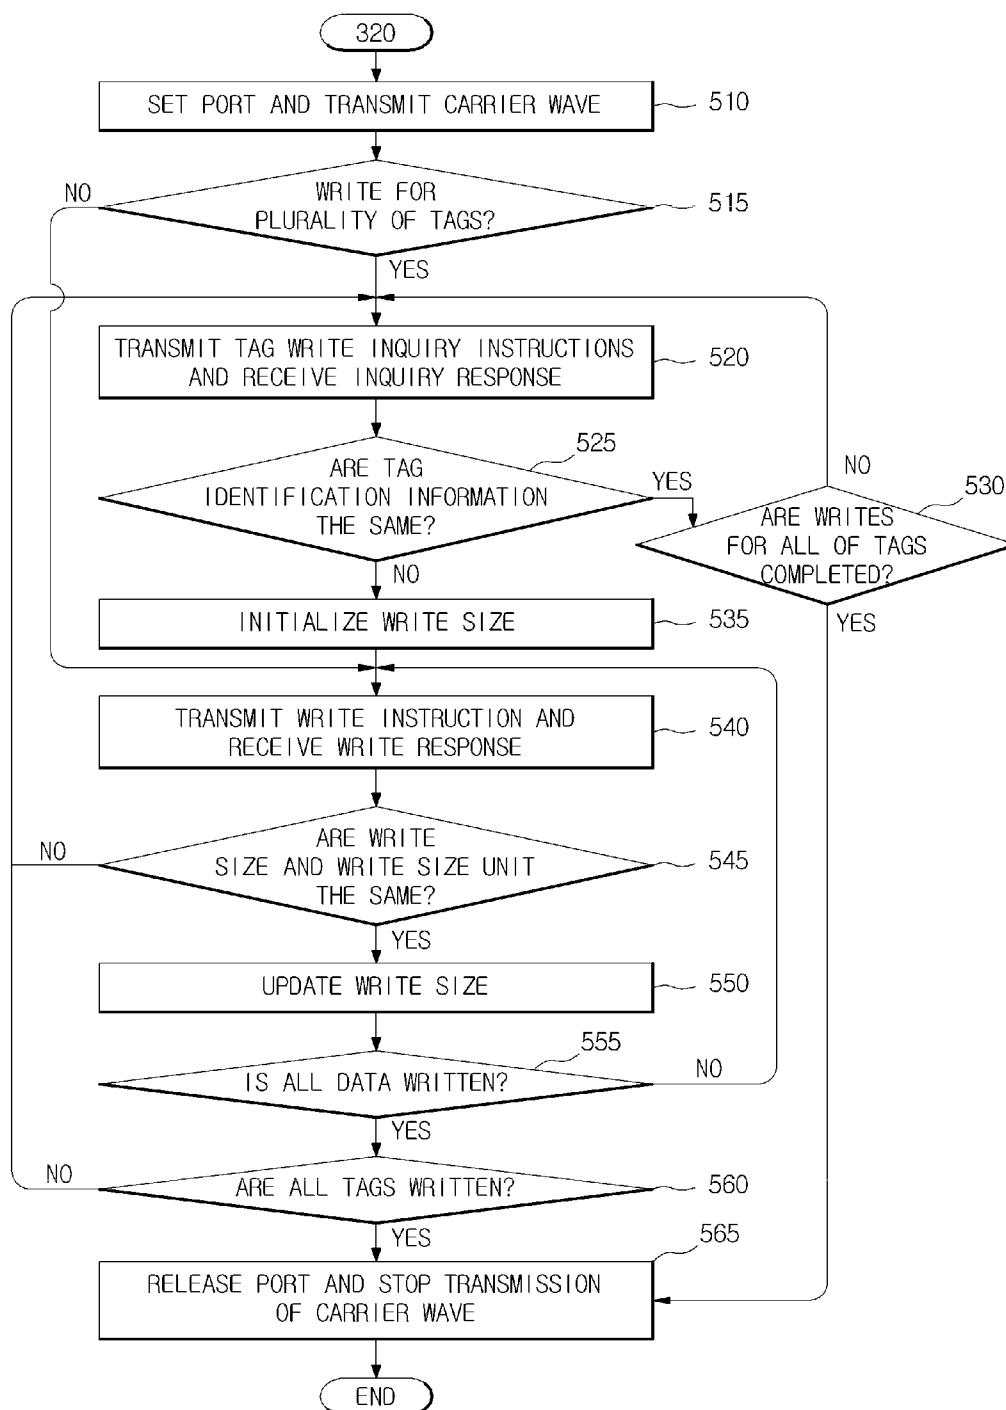 320
SET PORT AND TRANSMIT CARRIER WAVE
510
NO
WRITE FOR
PLURALITY OF TAGS?
515
YES
TRANSMIT TAG WRITE INQUIRY INSTRUCTIONS
AND RECEIVE INQUIRY RESPONSE
520
525
ARE TAG
IDENTIFICATION INFORMATION
THE SAME?
YES
NO
NO
530
ARE WRITES
FOR ALL OF TAGS
COMPLETED?
YES
INITIALIZE WRITE SIZE
535
TRANSMIT WRITE INSTRUCTION AND
RECEIVE WRITE RESPONSE
540
NO
ARE WRITE
SIZE AND WRITE SIZE UNIT
THE SAME?
545
YES
UPDATE WRITE SIZE
550
555
IS ALL DATA WRITTEN?
NO
YES
NO
ARE ALL TAGS WRITTEN?
560
YES
565
RELEASE PORT AND STOP TRANSMISSION
OF CARRIER WAVE
END